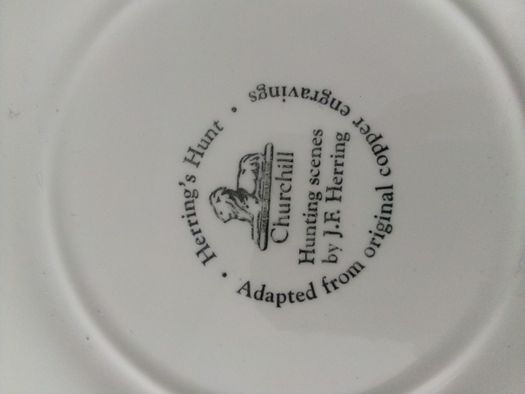 • Herring's Hunt •
Churchill
Hunting scenes
by J.F. Herring
Adapted from original copper engravings